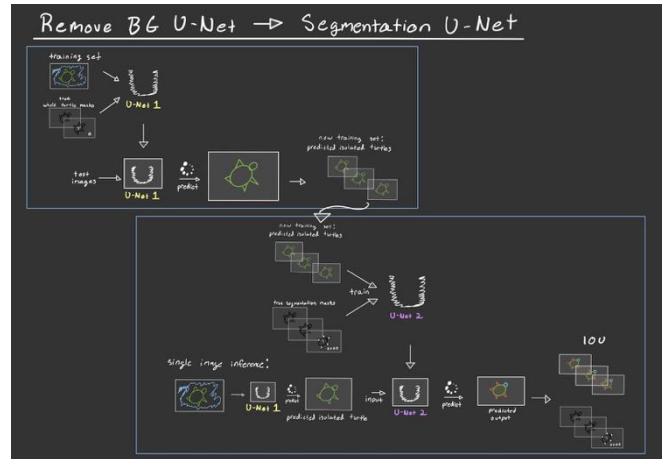 Remove BG U-Net → Segmentation U-Net
training set
true
whole turtle masks
U-Net 1
test
images
U-Net 1
predict
new training set:
predicted isolated turtles
new training set:
predicted isolated turtles
train
true segmentation masks
U-Net 2
IOU
single image inference:
U-Net 1
predict
predicted isolated turtle
input
U-Net 2
predict
predicted
output